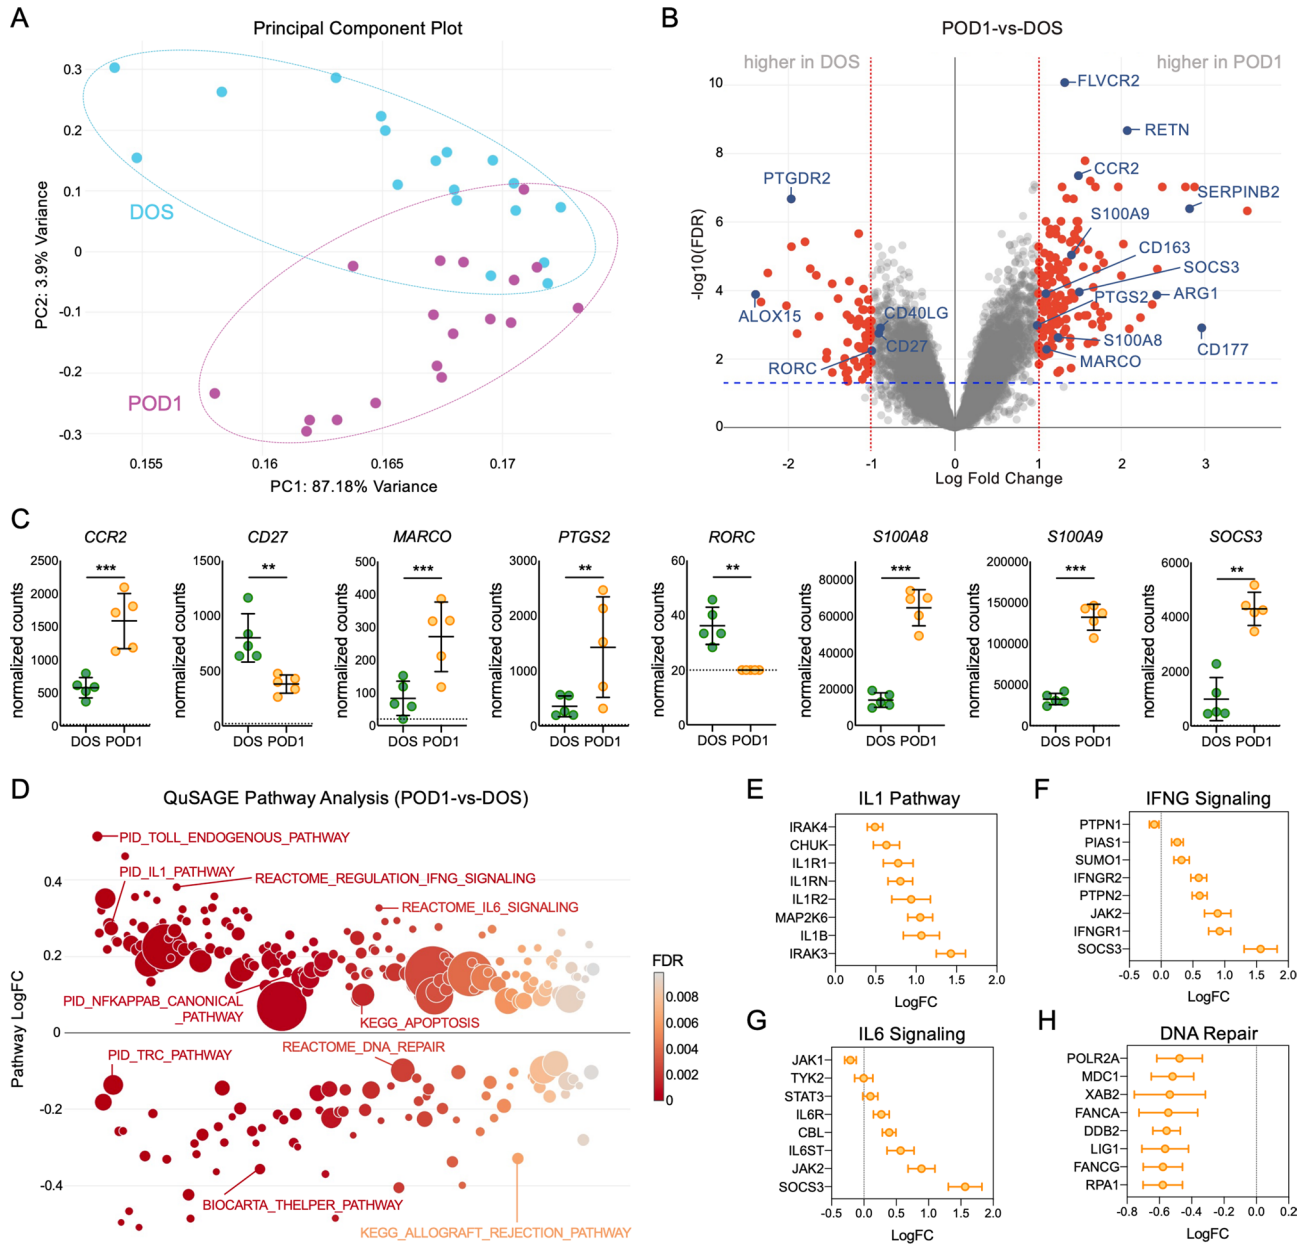 A
Principal Component Plot
PC2: 3.9% Variance
0.3
0.2
0.1
0
-0.1
-0.2
-0.3
DOS
POD1
0.155
0.16
0.165
0.17
PC1: 87.18% Variance
B
POD1-vs-DOS
higher in DOS
higher in POD1
-log10(FDR)
10
8
6
4
2
0
FLVCR2
RETN
CCR2
PTGDR2
SERPINB2
S100A9
CD163
SOCS3
PTGS2
ARG1
ALOX15
CD40LG
CD27
S100A8
CD177
RORC
MARCO
-2
-1
0
1
2
3
Log Fold Change
C
CCR2
normalized counts
2500
2000
1500
1000
500
0
***
DOS POD1
CD27
normalized counts
1500
1000
500
0
**
DOS POD1
MARCO
normalized counts
500
400
300
200
100
0
***
DOS POD1
PTGS2
normalized counts
3000
2000
1000
0
**
DOS POD1
RORC
normalized counts
60
40
20
0
**
DOS POD1
S100A8
normalized counts
80000
60000
40000
20000
0
***
DOS POD1
S100A9
normalized counts
200000
150000
100000
50000
0
***
DOS POD1
SOCS3
normalized counts
6000
4000
2000
0
**
DOS POD1
D
QuSAGE Pathway Analysis (POD1-vs-DOS)
Pathway LogFC
0.4
0.2
0
-0.2
-0.4
PID_TOLL_ENDOGENOUS_PATHWAY
PID_IL1_PATHWAY
REACTOME_REGULATION_IFNG_SIGNALING
REACTOME_IL6_SIGNALING
PID_NFKAPPAB_CANONICAL
_PATHWAY
KEGG_APOPTOSIS
PID_TRC_PATHWAY
REACTOME_DNA_REPAIR
BIOCARTA_THELPER_PATHWAY
KEGG_ALLOGRAFT_REJECTION_PATHWAY
FDR
0.008
0.006
0.004
0.002
0
E
IL1 Pathway
IRAK4
CHUK
IL1R1
IL1RN
IL1R2
MAP2K6
IL1B
IRAK3
0.0
0.5
1.0
1.5
2.0
LogFC
F
IFNG Signaling
PTPN1
PIAS1
SUMO1
IFNGR2
PTPN2
JAK2
IFNGR1
SOCS3
-0.5
0.0
0.5
1.0
1.5
2.0
LogFC
G
IL6 Signaling
JAK1
TYK2
STAT3
IL6R
CBL
IL6ST
JAK2
SOCS3
-0.5
0.0
0.5
1.0
1.5
2.0
LogFC
H
DNA Repair
POLR2A
MDC1
XAB2
FANCA
DDB2
LIG1
FANCG
RPA1
-0.8
-0.6
-0.4
-0.2
0.0
0.2
LogFC